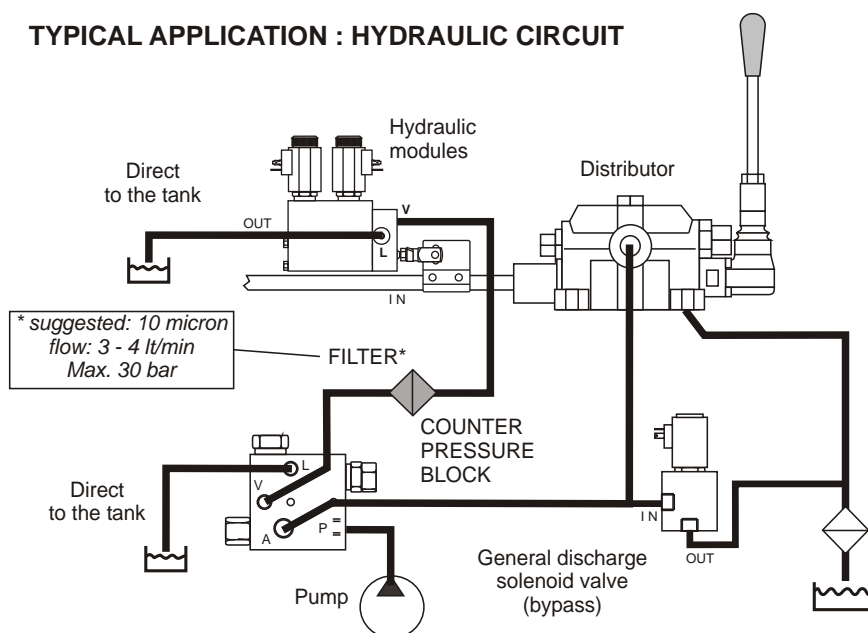 TYPICAL APPLICATION : HYDRAULIC CIRCUIT
Hydraulic
modules
Direct
to the tank
Distributor
OUT
V
L
IN
* suggested: 10 micron
flow: 3 - 4 lt/min
Max. 30 bar
FILTER*
COUNTER
PRESSURE
BLOCK
L
V
A
P
Direct
to the tank
IN
OUT
General discharge
solenoid valve
(bypass)
Pump